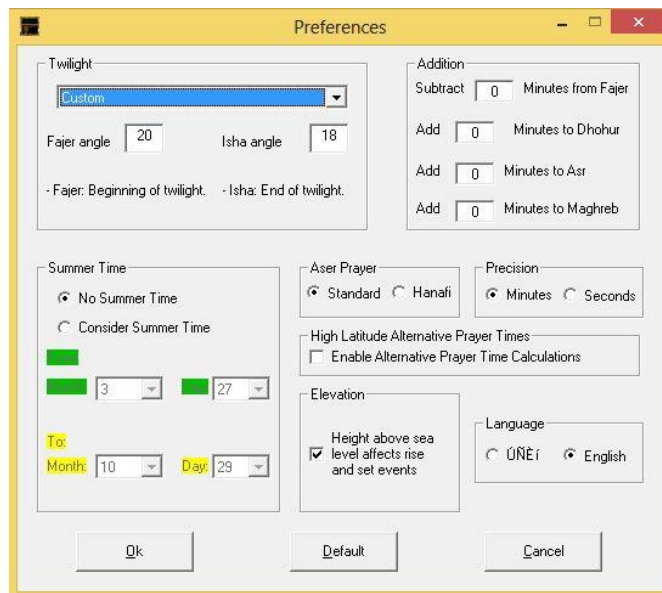 Preferences
Twilight
Custom
Fajer angle 20 Isha angle 18
- Fajer: Beginning of twilight. - Isha: End of twilight.
Addition
Subtract 0 Minutes from Fajer
Add 0 Minutes to Dhohur
Add 0 Minutes to Asr
Add 0 Minutes to Maghreb
Summer Time
No Summer Time
Consider Summer Time
3 27
To:
Month: 10 Day: 29
Aser Prayer
Standard Hanafi
Precision
Minutes Seconds
High Latitude Alternative Prayer Times
Enable Alternative Prayer Time Calculations
Elevation
Height above sea
level affects rise
and set events
Language
ÚÑÈí English
Ok Default Cancel